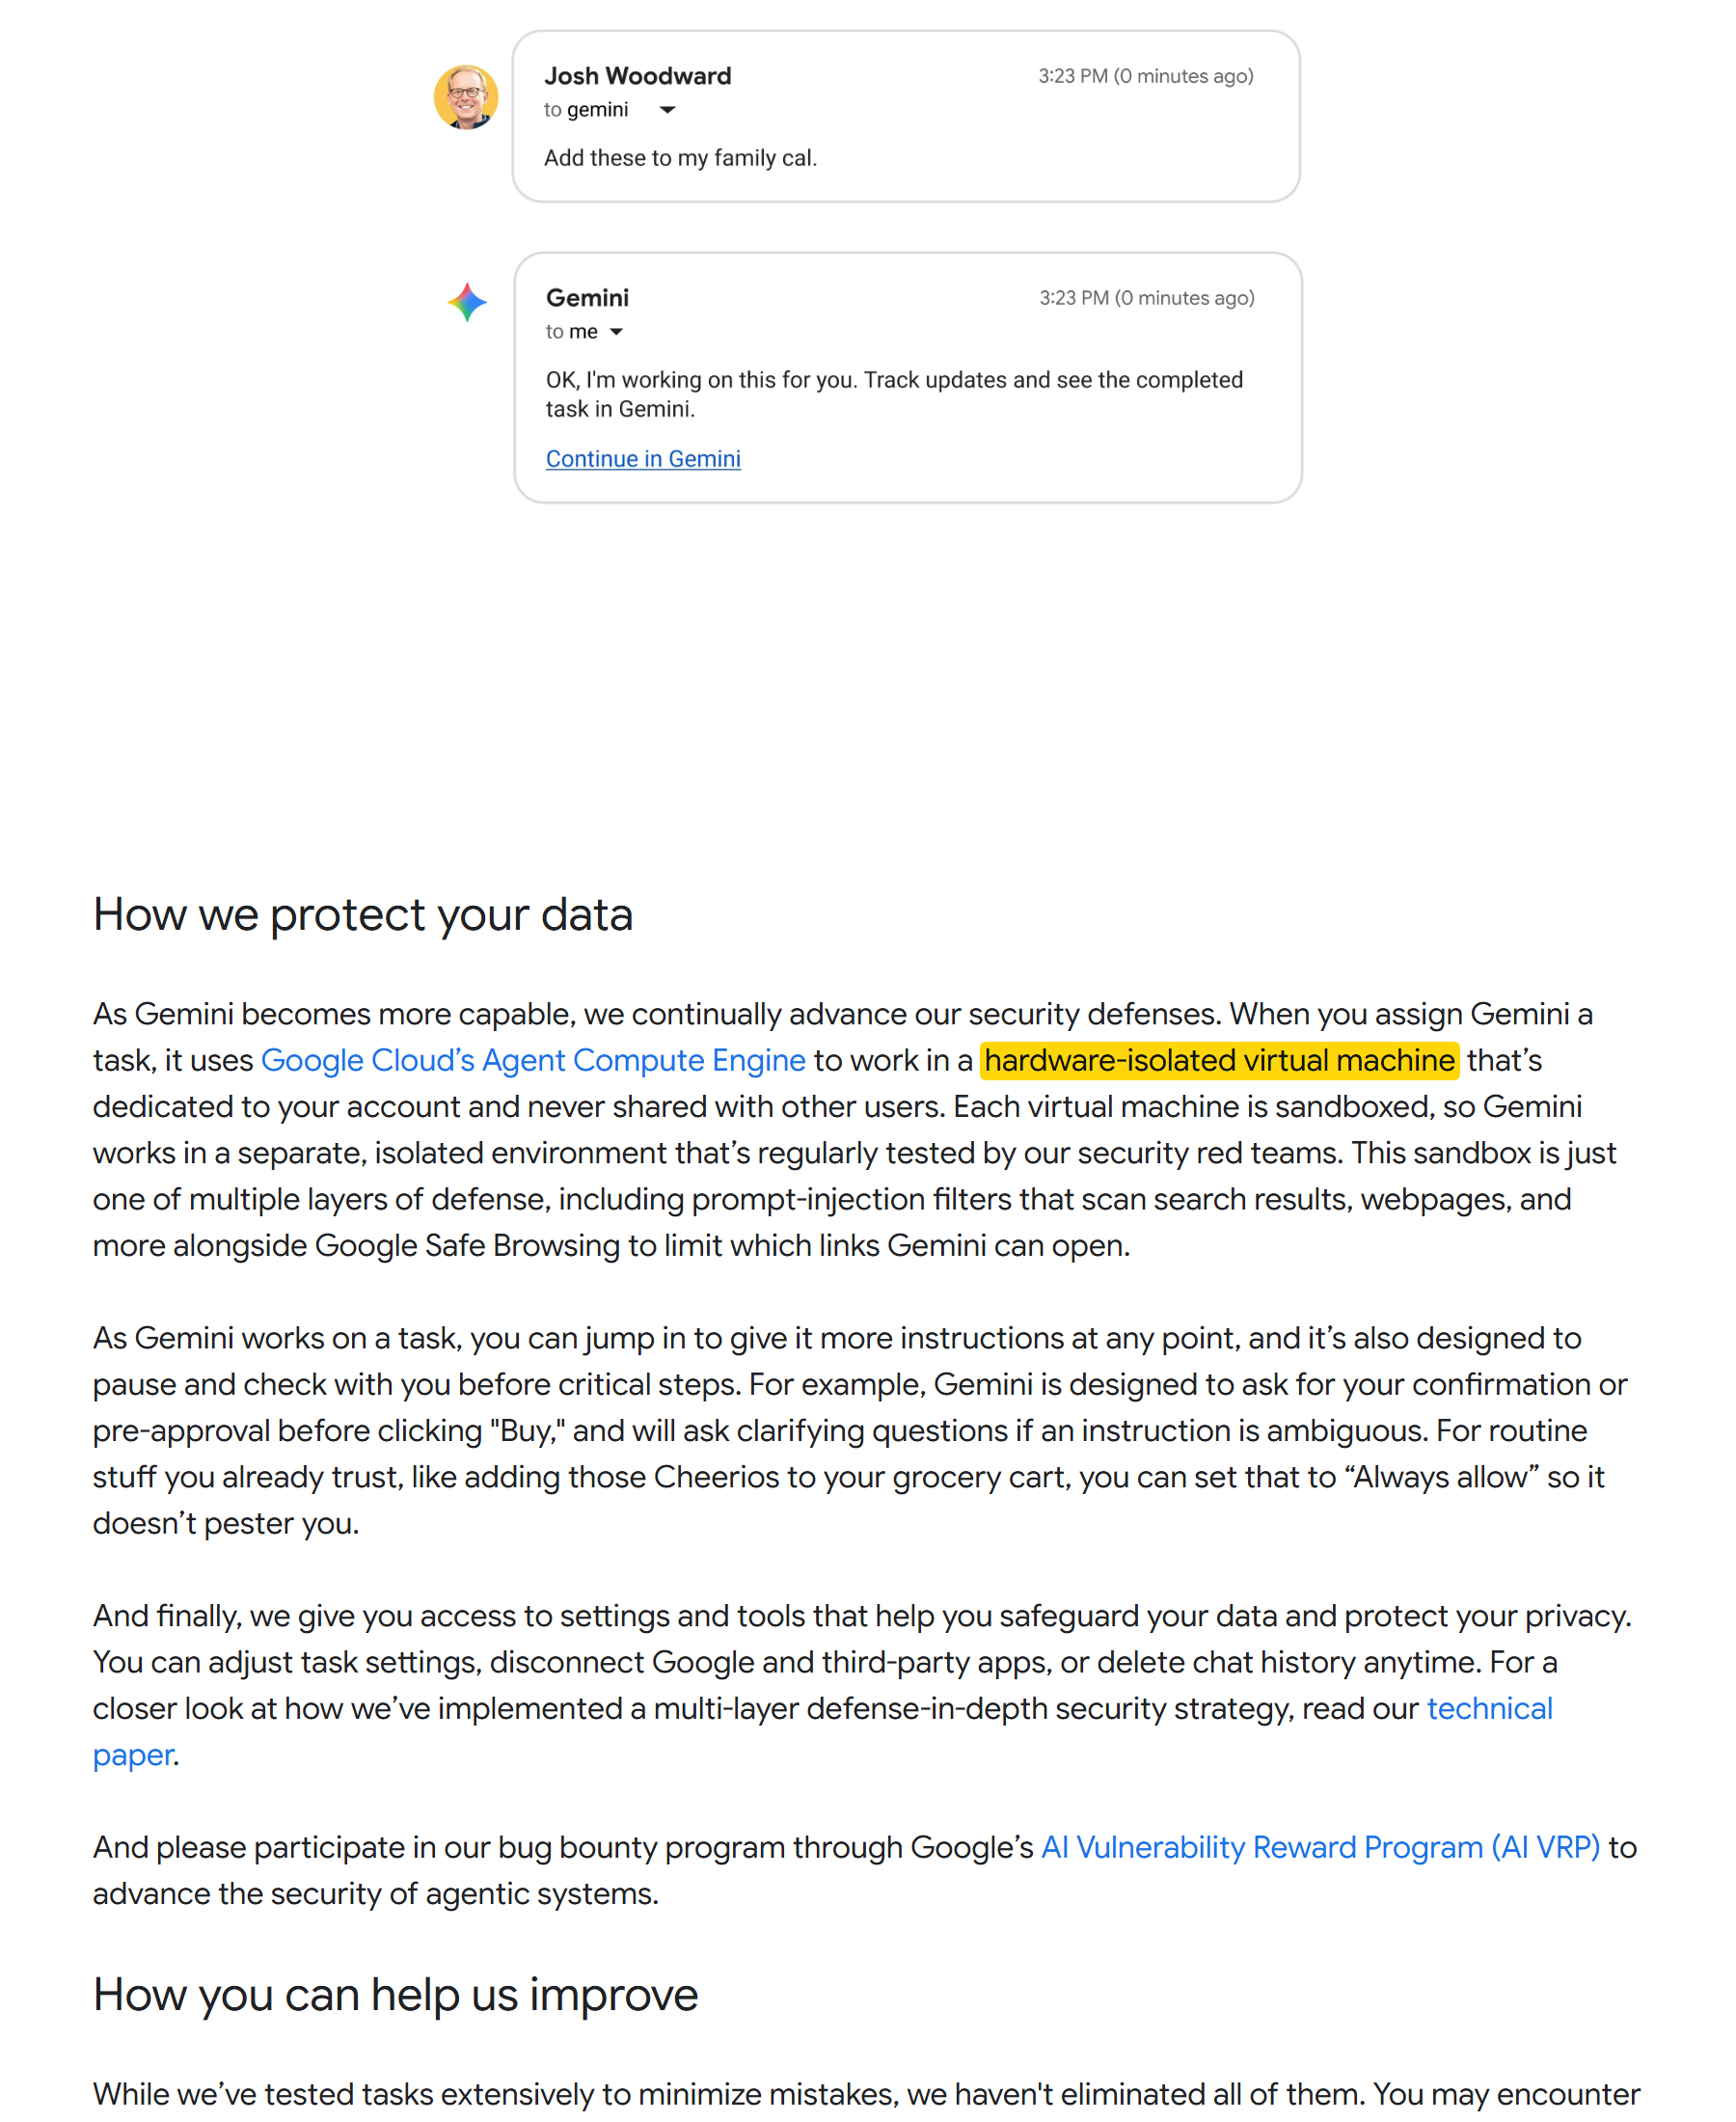 Josh Woodward 3:23 PM (0 minutes ago)
to gemini
Add these to my family cal.
Gemini 3:23 PM (0 minutes ago)
to me
OK, I'm working on this for you. Track updates and see the completed
task in Gemini.
Continue in Gemini
How we protect your data
As Gemini becomes more capable, we continually advance our security defenses. When you assign Gemini a
task, it uses Google Cloud’s Agent Compute Engine to work in a hardware-isolated virtual machine that’s
dedicated to your account and never shared with other users. Each virtual machine is sandboxed, so Gemini
works in a separate, isolated environment that’s regularly tested by our security red teams. This sandbox is just
one of multiple layers of defense, including prompt-injection filters that scan search results, webpages, and
more alongside Google Safe Browsing to limit which links Gemini can open.
As Gemini works on a task, you can jump in to give it more instructions at any point, and it’s also designed to
pause and check with you before critical steps. For example, Gemini is designed to ask for your confirmation or
pre-approval before clicking "Buy," and will ask clarifying questions if an instruction is ambiguous. For routine
stuff you already trust, like adding those Cheerios to your grocery cart, you can set that to “Always allow” so it
doesn’t pester you.
And finally, we give you access to settings and tools that help you safeguard your data and protect your privacy.
You can adjust task settings, disconnect Google and third-party apps, or delete chat history anytime. For a
closer look at how we’ve implemented a multi-layer defense-in-depth security strategy, read our technical
paper.
And please participate in our bug bounty program through Google’s AI Vulnerability Reward Program (AI VRP) to
advance the security of agentic systems.
How you can help us improve
While we’ve tested tasks extensively to minimize mistakes, we haven't eliminated all of them. You may encounter